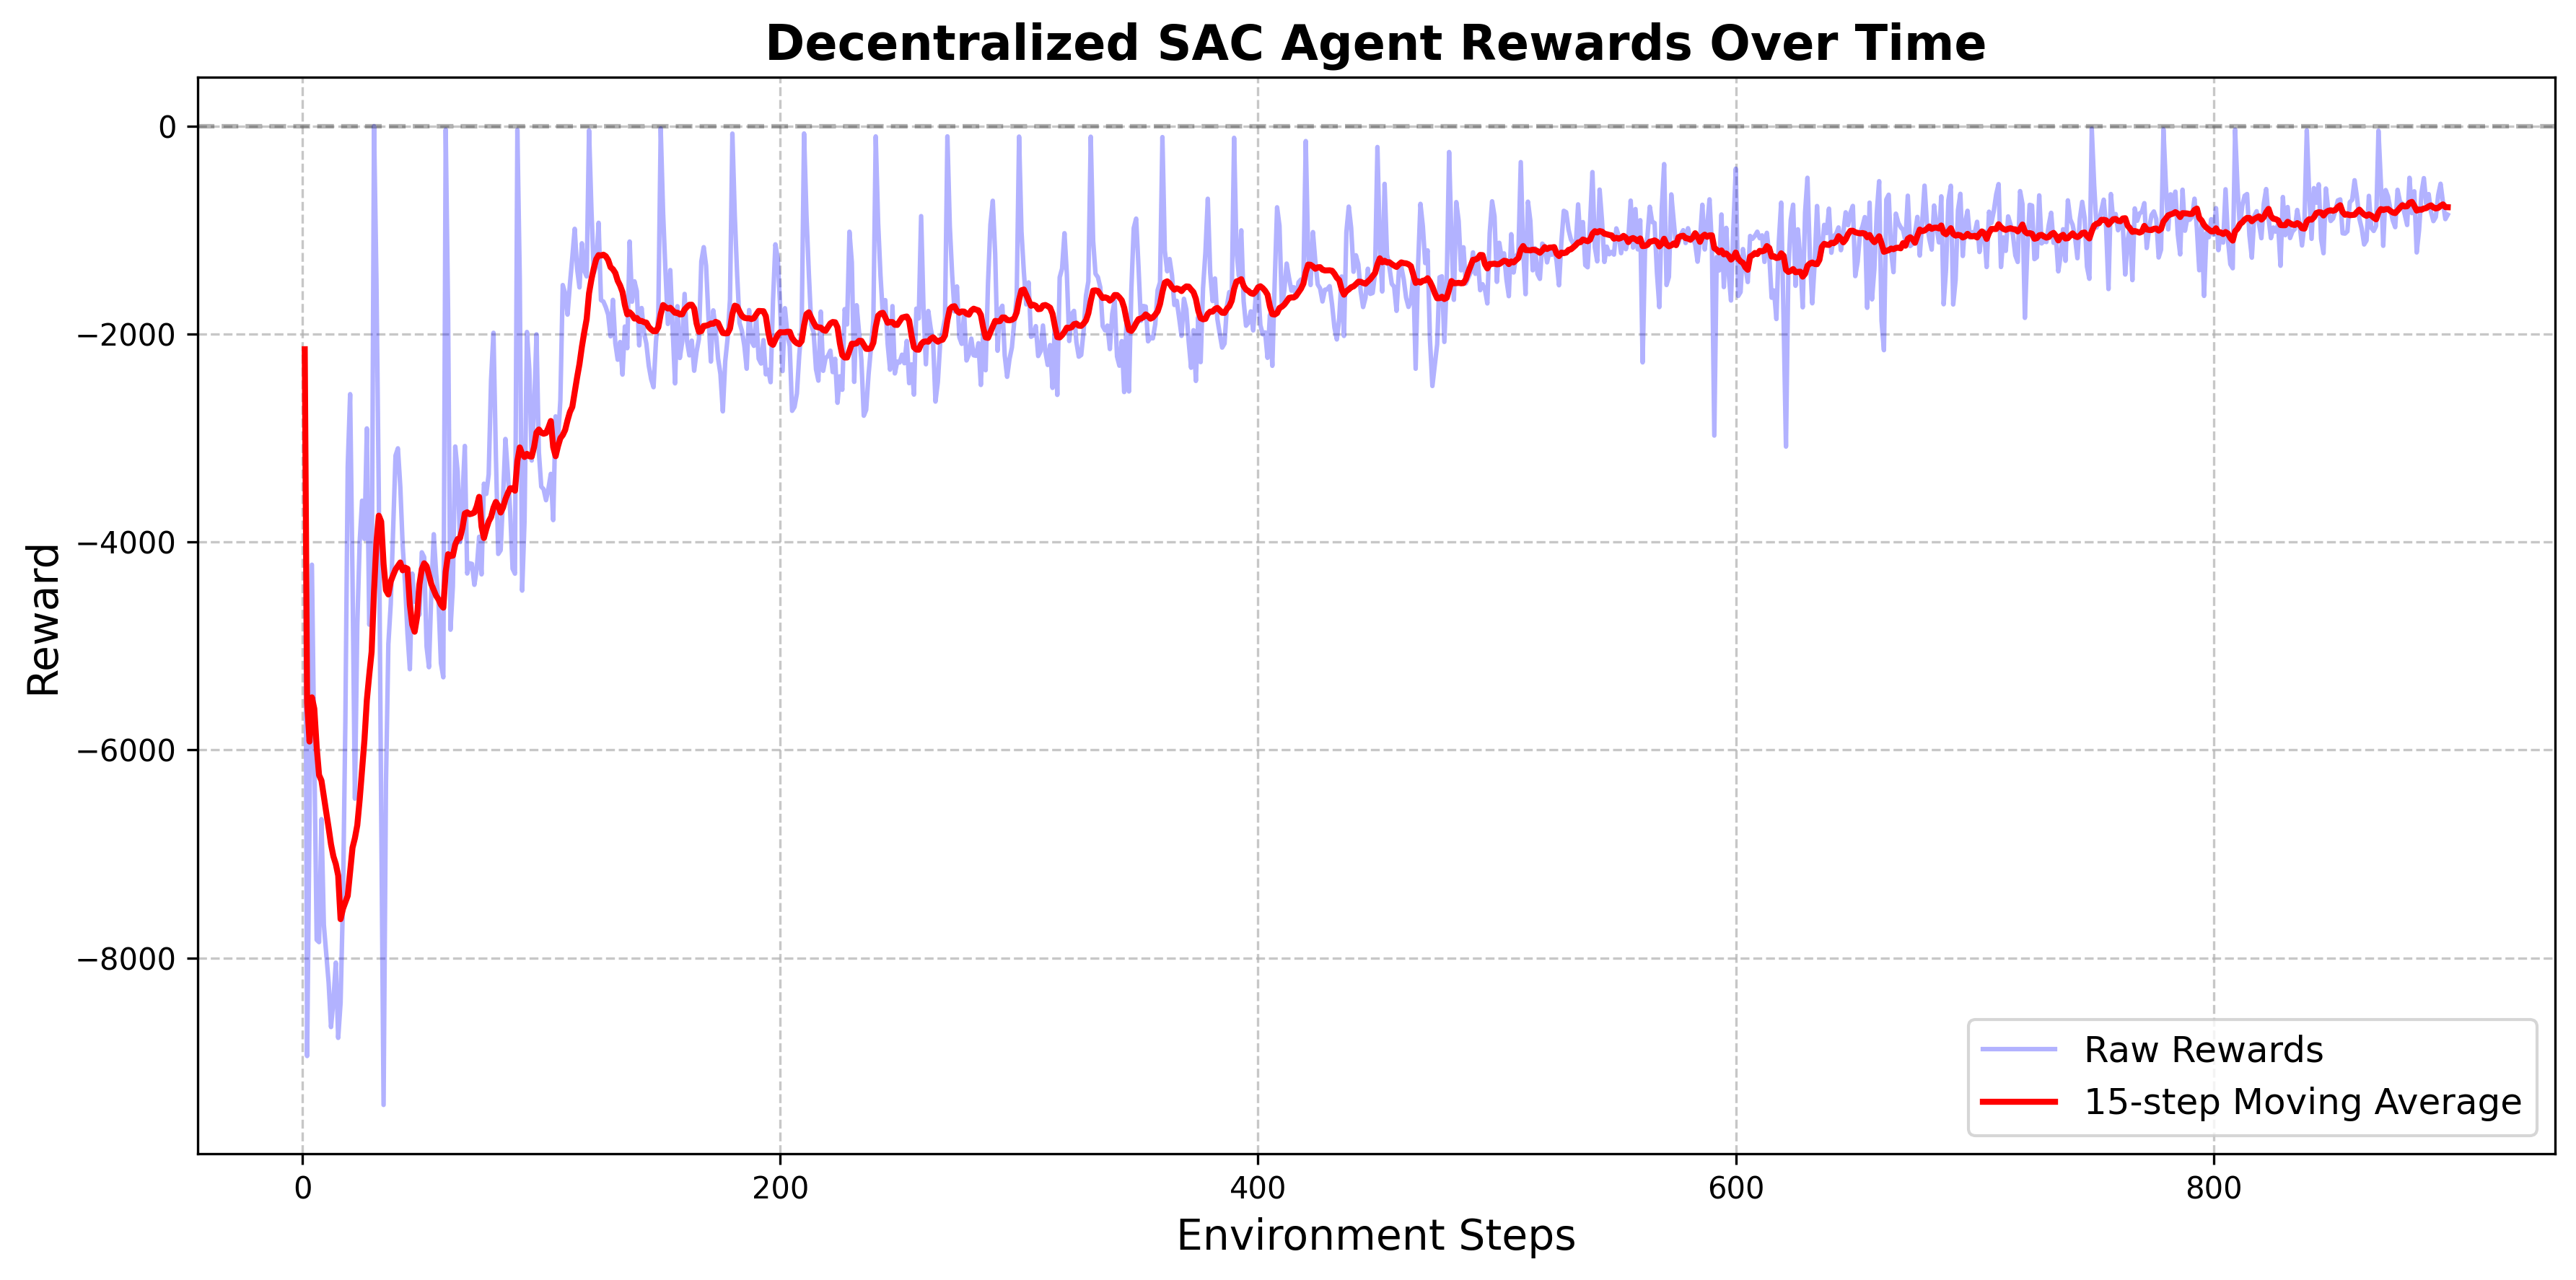 Decentralized SAC Agent Rewards Over Time
Reward
0
−2000
−4000
−6000
−8000
0
200
400
600
800
Environment Steps
Raw Rewards
15-step Moving Average